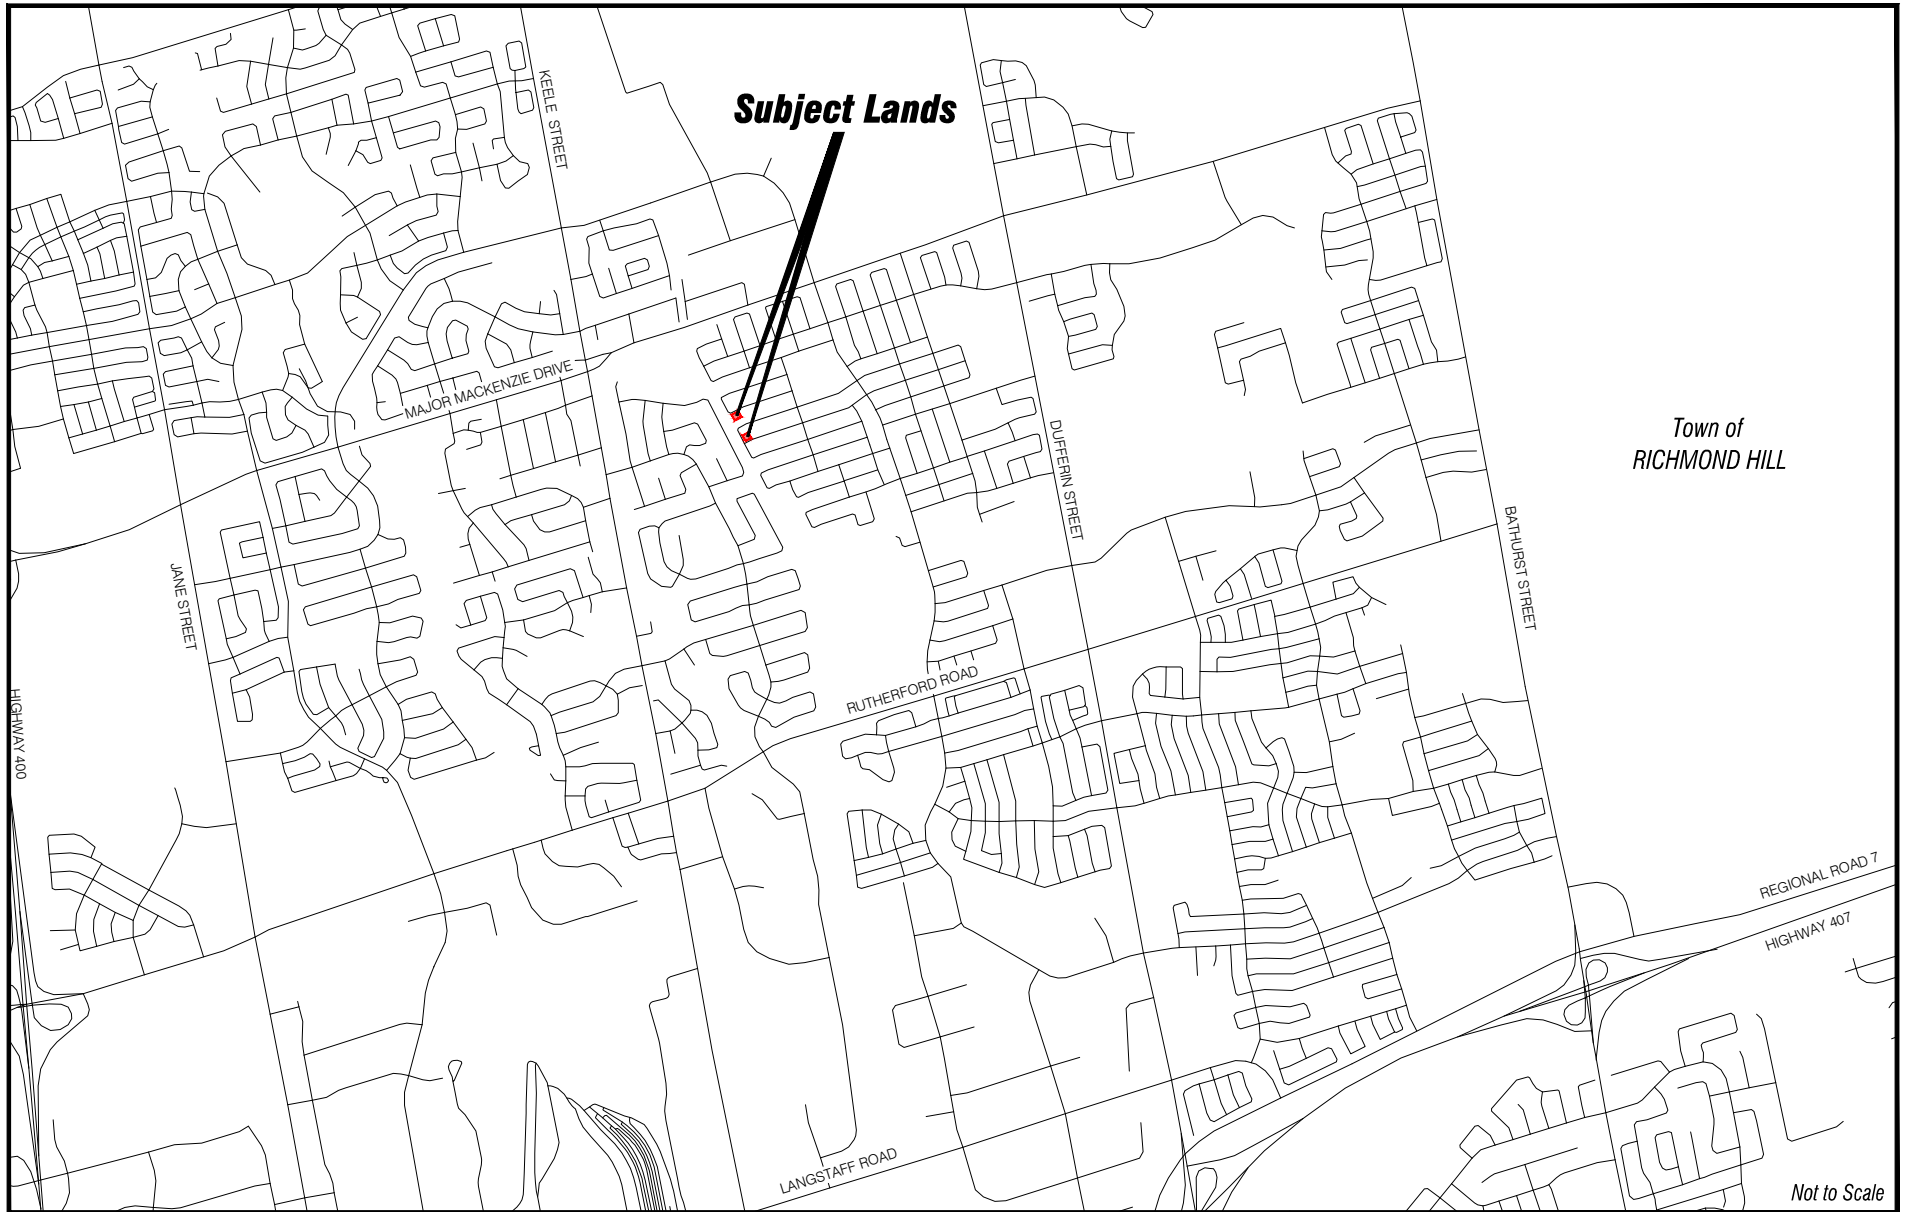 KEELE STREET
Subject Lands
MAJOR MACKENZIE DRIVE
DUFFERIN STREET
Town of
RICHMOND HILL
BATHURST STREET
JANE STREET
HIGHWAY 400
RUTHERFORD ROAD
REGIONAL ROAD 7
HIGHWAY 407
LANGSTAFF ROAD
Not to Scale